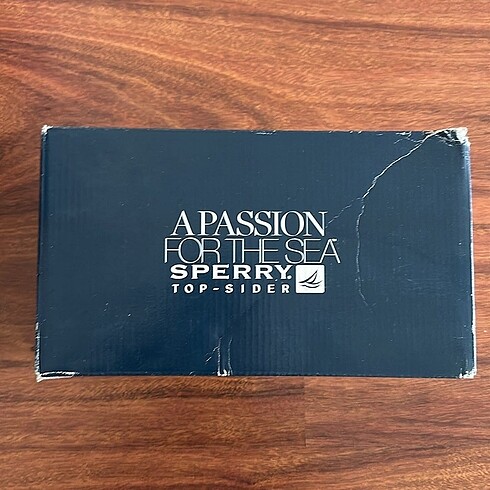 A PASSION
FOR THE SEA
SPERRY.
TOP-SIDER